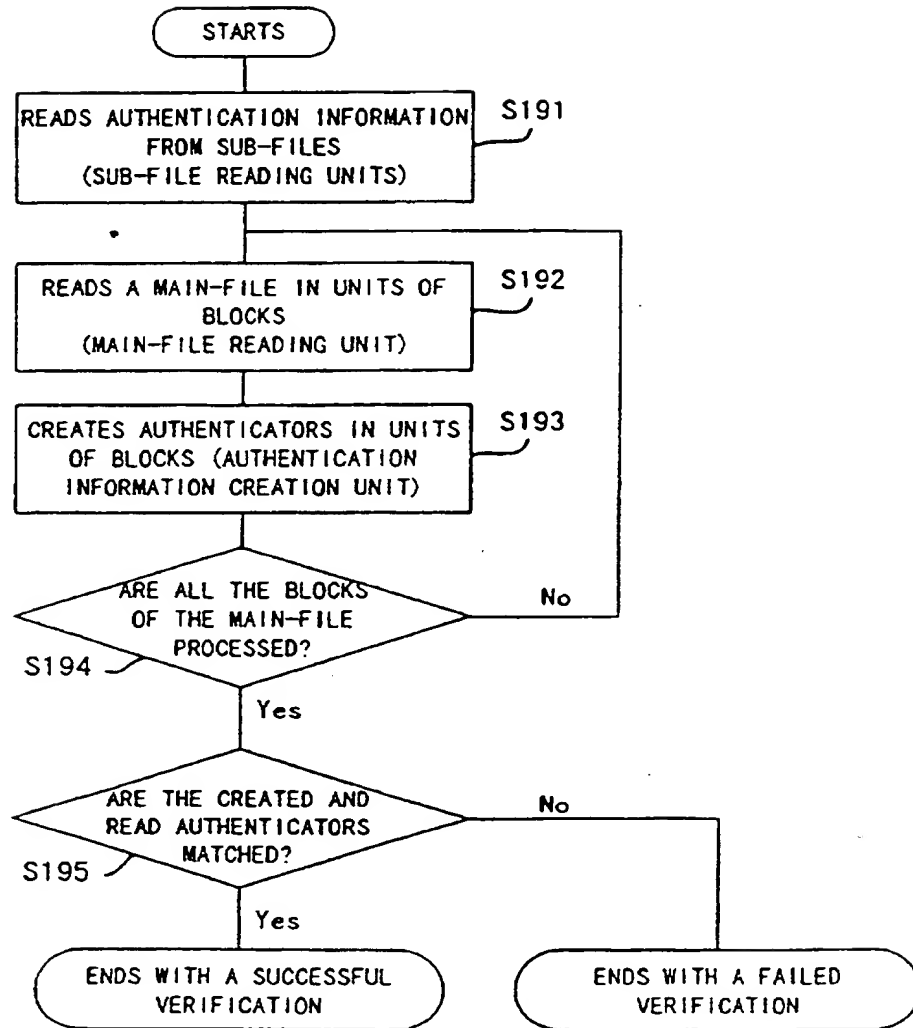 STARTS
READS AUTHENTICATION INFORMATION
FROM SUB-FILES
(SUB-FILE READING UNITS)
S191
READS A MAIN-FILE IN UNITS OF
BLOCKS
(MAIN-FILE READING UNIT)
S192
CREATES AUTHENTICATORS IN UNITS
OF BLOCKS (AUTHENTICATION
INFORMATION CREATION UNIT)
S193
ARE ALL THE BLOCKS
OF THE MAIN-FILE
PROCESSED?
No
S194
Yes
ARE THE CREATED AND
READ AUTHENTICATORS
MATCHED?
No
S195
Yes
ENDS WITH A SUCCESSFUL
VERIFICATION
ENDS WITH A FAILED
VERIFICATION